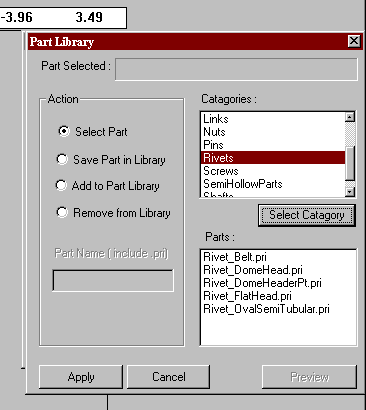 -3.96 3.49
Part Library
Part Selected :
Action
Select Part
Save Part in Library
Add to Part Library
Remove from Library
Part Name ( include .pri)
Catagories :
Links
Nuts
Pins
Rivets
Screws
SemiHollowParts
Shafts
Select Catagory
Parts :
Rivet_Belt.pri
Rivet_DomeHead.pri
Rivet_DomeHeaderPt.pri
Rivet_FlatHead.pri
Rivet_OvalSemiTubular.pri
Apply
Cancel
Preview